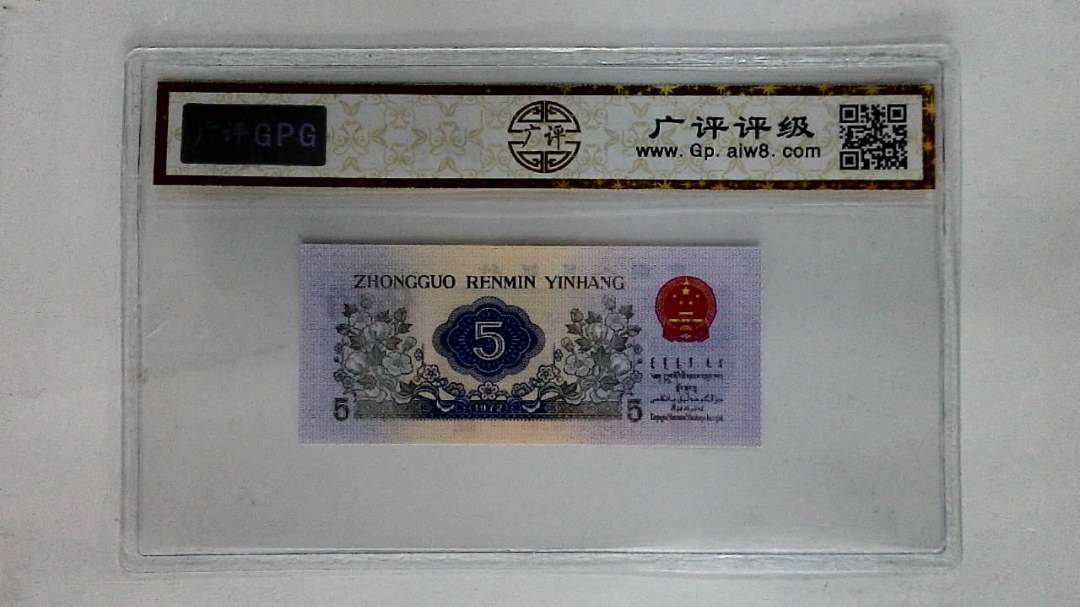 广评GPG
广评
广评评级
www.Gp.aiw8.com
ZHONGGUO RENMIN YINHANG
5
5
1972
5